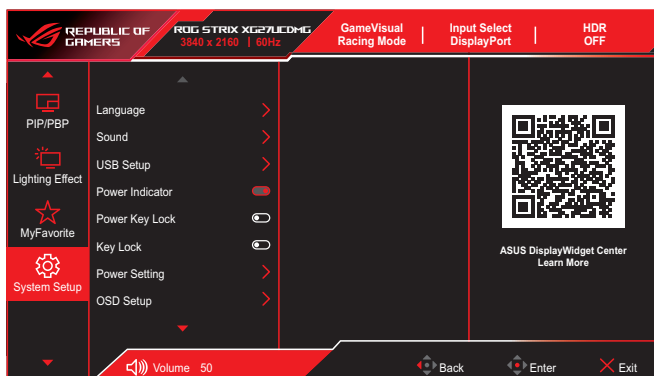 REPUBLIC OF
GAMERS
ROG STRIX XG27UCDMG
3840 x 2160 | 60Hz
GameVisual
Racing Mode
Input Select
DisplayPort
HDR
OFF
PIP/PBP
Lighting Effect
MyFavorite
System Setup
Language
Sound
USB Setup
Power Indicator
Power Key Lock
Key Lock
Power Setting
OSD Setup
ASUS DisplayWidget Center
Learn More
Volume 50
Back
Enter
Exit